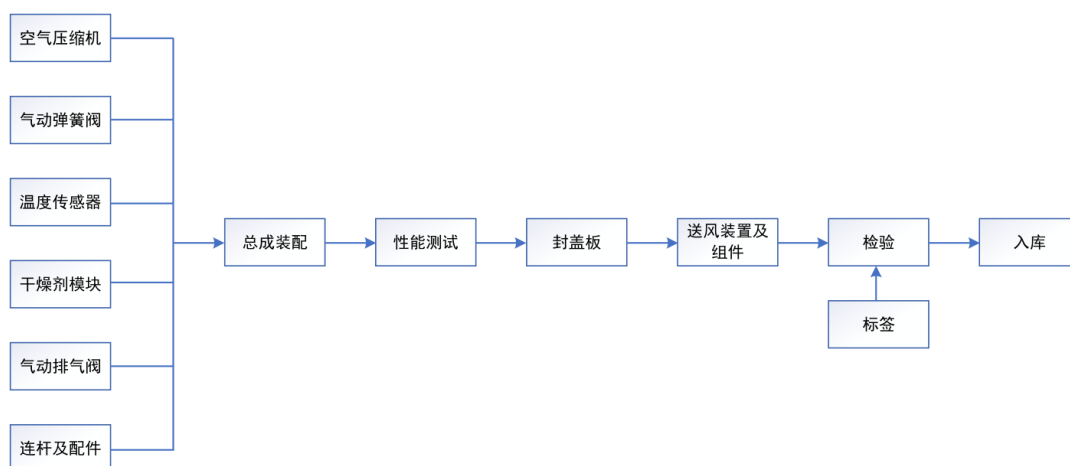 空气压缩机
气动弹簧阀
温度传感器
干燥剂模块
气动排气阀
连杆及配件
总成装配
性能测试
封盖板
送风装置及
组件
检验
标签
入库